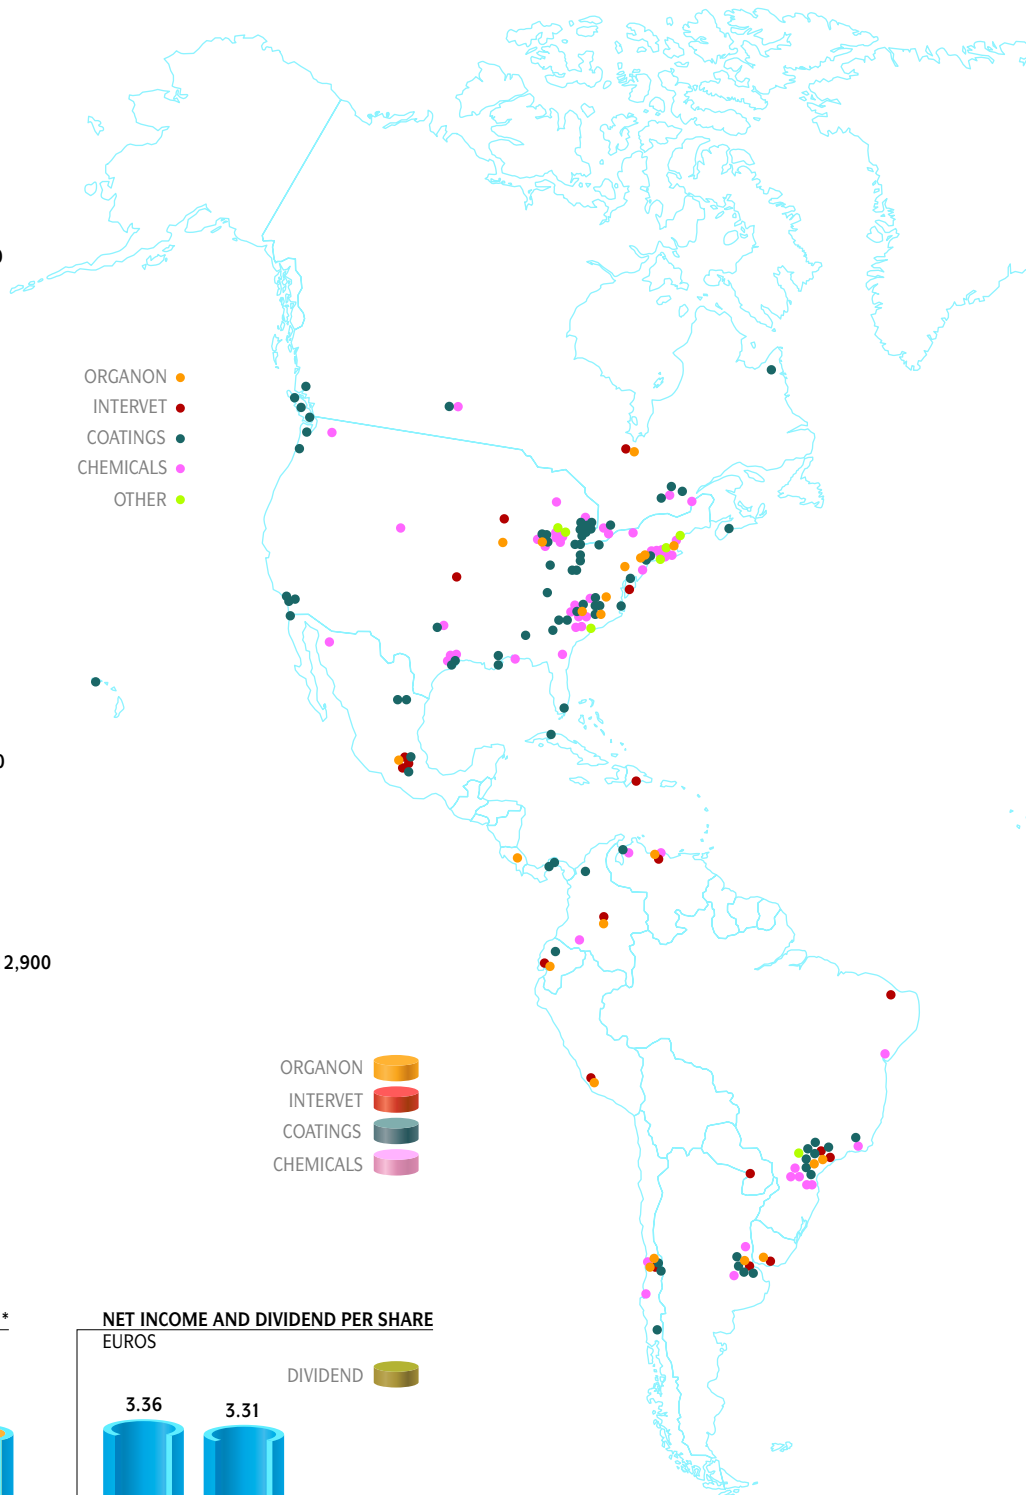 ORGANON
INTERVET
COATINGS
CHEMICALS
OTHER
0
2,900
ORGANON
INTERVET
COATINGS
CHEMICALS
*
NET INCOME AND DIVIDEND PER SHARE
EUROS
DIVIDEND
3.36
3.31